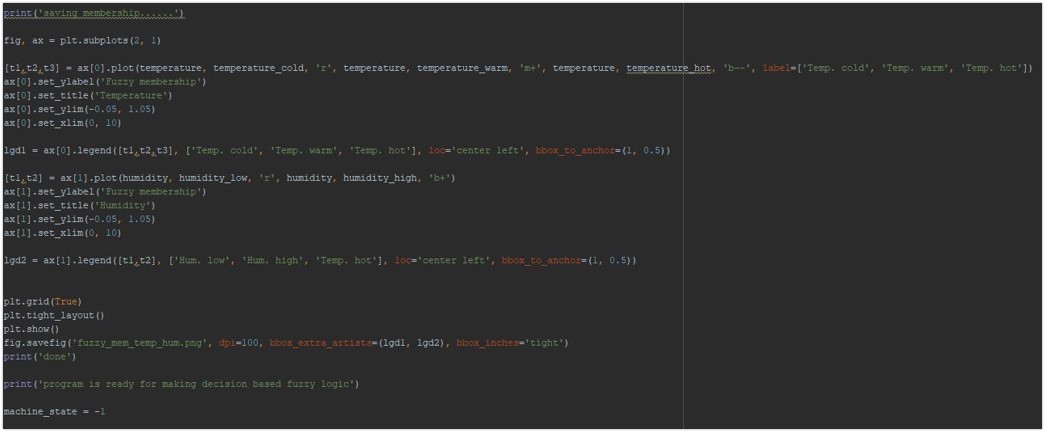 print('saving membership......')
fig, ax = plt.subplots(2, 1)
[t1,t2,t3] = ax[0].plot(temperature, temperature_cold, 'r', temperature, temperature_warm, 'm+', temperature, temperature_hot, 'b--', label=['Temp. cold', 'Temp. warm', 'Temp. hot'])
ax[0].set_ylabel('Fuzzy membership')
ax[0].set_title('Temperature')
ax[0].set_ylim(-0.05, 1.05)
ax[0].set_xlim(0, 10)
lgd1 = ax[0].legend([t1,t2,t3], ['Temp. cold', 'Temp. warm', 'Temp. hot'], loc='center left', bbox_to_anchor=(1, 0.5))
[t1,t2] = ax[1].plot(humidity, humidity_low, 'r', humidity, humidity_high, 'b+')
ax[1].set_ylabel('Fuzzy membership')
ax[1].set_title('Humidity')
ax[1].set_ylim(-0.05, 1.05)
ax[1].set_xlim(0, 10)
lgd2 = ax[1].legend([t1,t2], ['Hum. low', 'Hum. high', 'Temp. hot'], loc='center left', bbox_to_anchor=(1, 0.5))
plt.grid(True)
plt.tight_layout()
plt.show()
fig.savefig('fuzzy_mem_temp_hum.png', dpi=100, bbox_extra_artists=(lgd1, lgd2), bbox_inches='tight')
print('done')
print('program is ready for making decision based fuzzy logic')
machine_state = -1